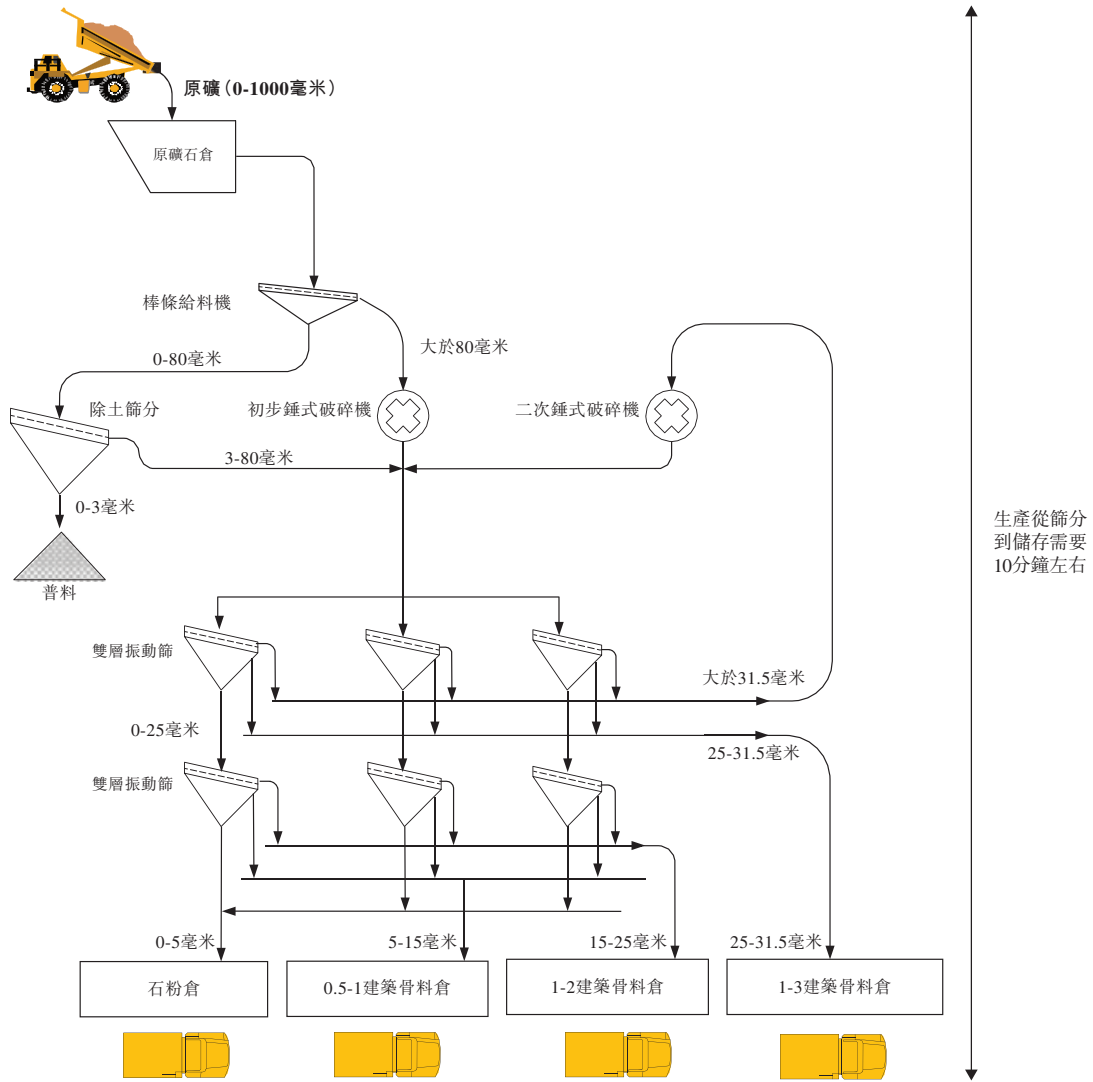 原礦（0-1000毫米）
原礦石倉
棒條給料機
大於80毫米
0-80毫米
除土篩分
初步錘式破碎機
二次錘式破碎機
3-80毫米
0-3毫米
普料
生產從篩分
到儲存需要
10分鐘左右
雙層振動篩
大於31.5毫米
0-25毫米
25-31.5毫米
雙層振動篩
0-5毫米
5-15毫米
15-25毫米
25-31.5毫米
石粉倉
0.5-1建築骨料倉
1-2建築骨料倉
1-3建築骨料倉